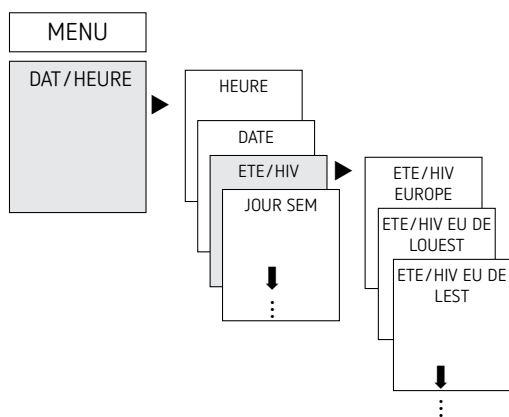 MENU
DAT/HEURE
HEURE
DATE
ETE/HIV
JOUR SEM
ETE/HIV
EUROPE
ETE/HIV EU DE
LOUEST
ETE/HIV EU DE
LEST